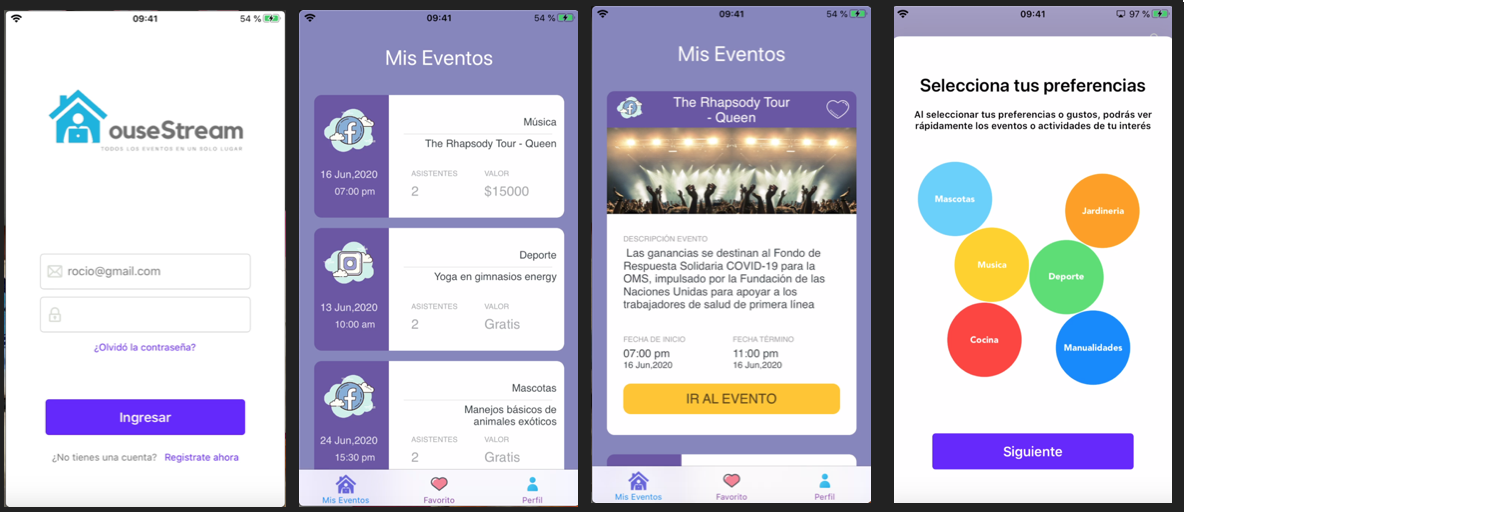 09:41
54 %
ouseStream
TODOS LOS EVENTOS EN UN SOLO LUGAR
rocio@gmail.com
¿Olvidó la contraseña?
Ingresar
¿No tienes una cuenta? Registrate ahora
09:41
54 %
Mis Eventos
Música
The Rhapsody Tour - Queen
16 Jun,2020
07:00 pm
ASISTENTES VALOR
2 $15000
Deporte
Yoga en gimnasios energy
13 Jun,2020
10:00 am
ASISTENTES VALOR
2 Gratis
Mascotas
Manejos básicos de
animales exóticos
24 Jun,2020
15:30 pm
ASISTENTES VALOR
2 Gratis
Mis Eventos Favorito Perfil
09:41
54 %
Mis Eventos
The Rhapsody Tour
- Queen
DESCRIPCIÓN EVENTO
Las ganancias se destinan al Fondo de
Respuesta Solidaria COVID-19 para la
OMS, impulsado por la Fundación de las
Naciones Unidas para apoyar a los
trabajadores de salud de primera línea
FECHA DE INICIO FECHA TÉRMINO
07:00 pm 11:00 pm
16 Jun,2020 16 Jun,2020
IR AL EVENTO
Mis Eventos Favorito Perfil
09:41
97 %
Selecciona tus preferencias
Al seleccionar tus preferencias o gustos, podrás ver
rápidamente los eventos o actividades de tu interés
Mascotas
Jardineria
Musica
Deporte
Cocina
Manualidades
Siguiente